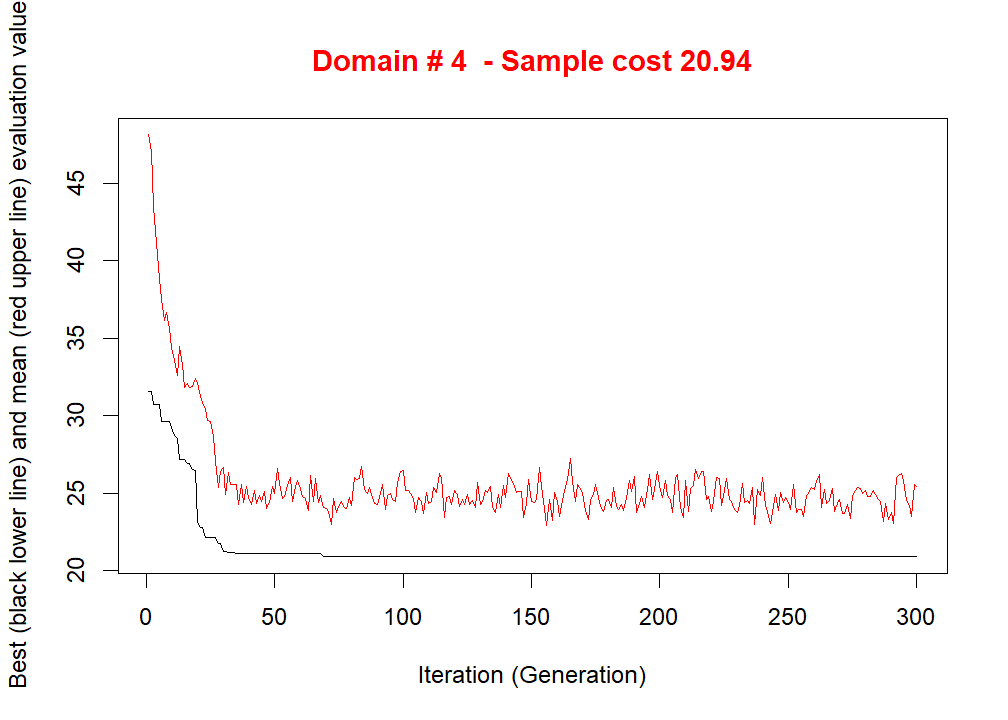 Domain # 4  - Sample cost 20.94
Best (black lower line) and mean (red upper line) evaluation value
45
40
35
30
25
20
0 50 100 150 200 250 300
Iteration (Generation)